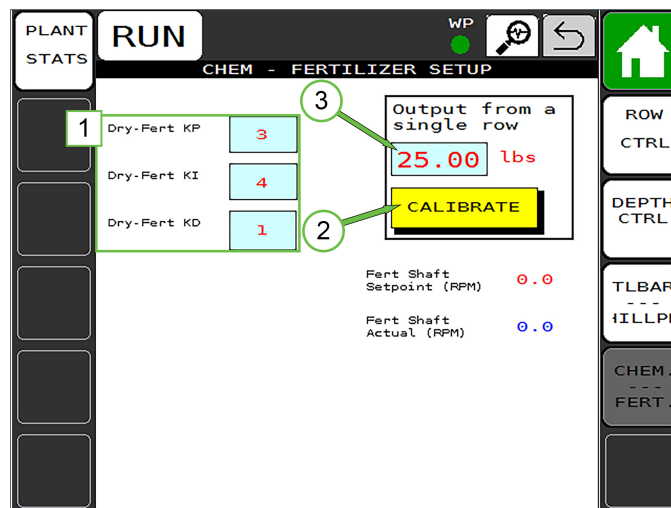 PLANT
STATS
RUN
WP
CHEM - FERTILIZER SETUP
1
Dry-Fert KP
3
Dry-Fert KI
4
Dry-Fert KD
1
3
Output from a
single row
25.00 lbs
CALIBRATE
2
Fert Shaft
Setpoint (RPM)
0.0
Fert Shaft
Actual (RPM)
0.0
ROW
CTRL
DEPTH
CTRL
TLBAR
---
HILLPR
CHEM.
---
FERT.